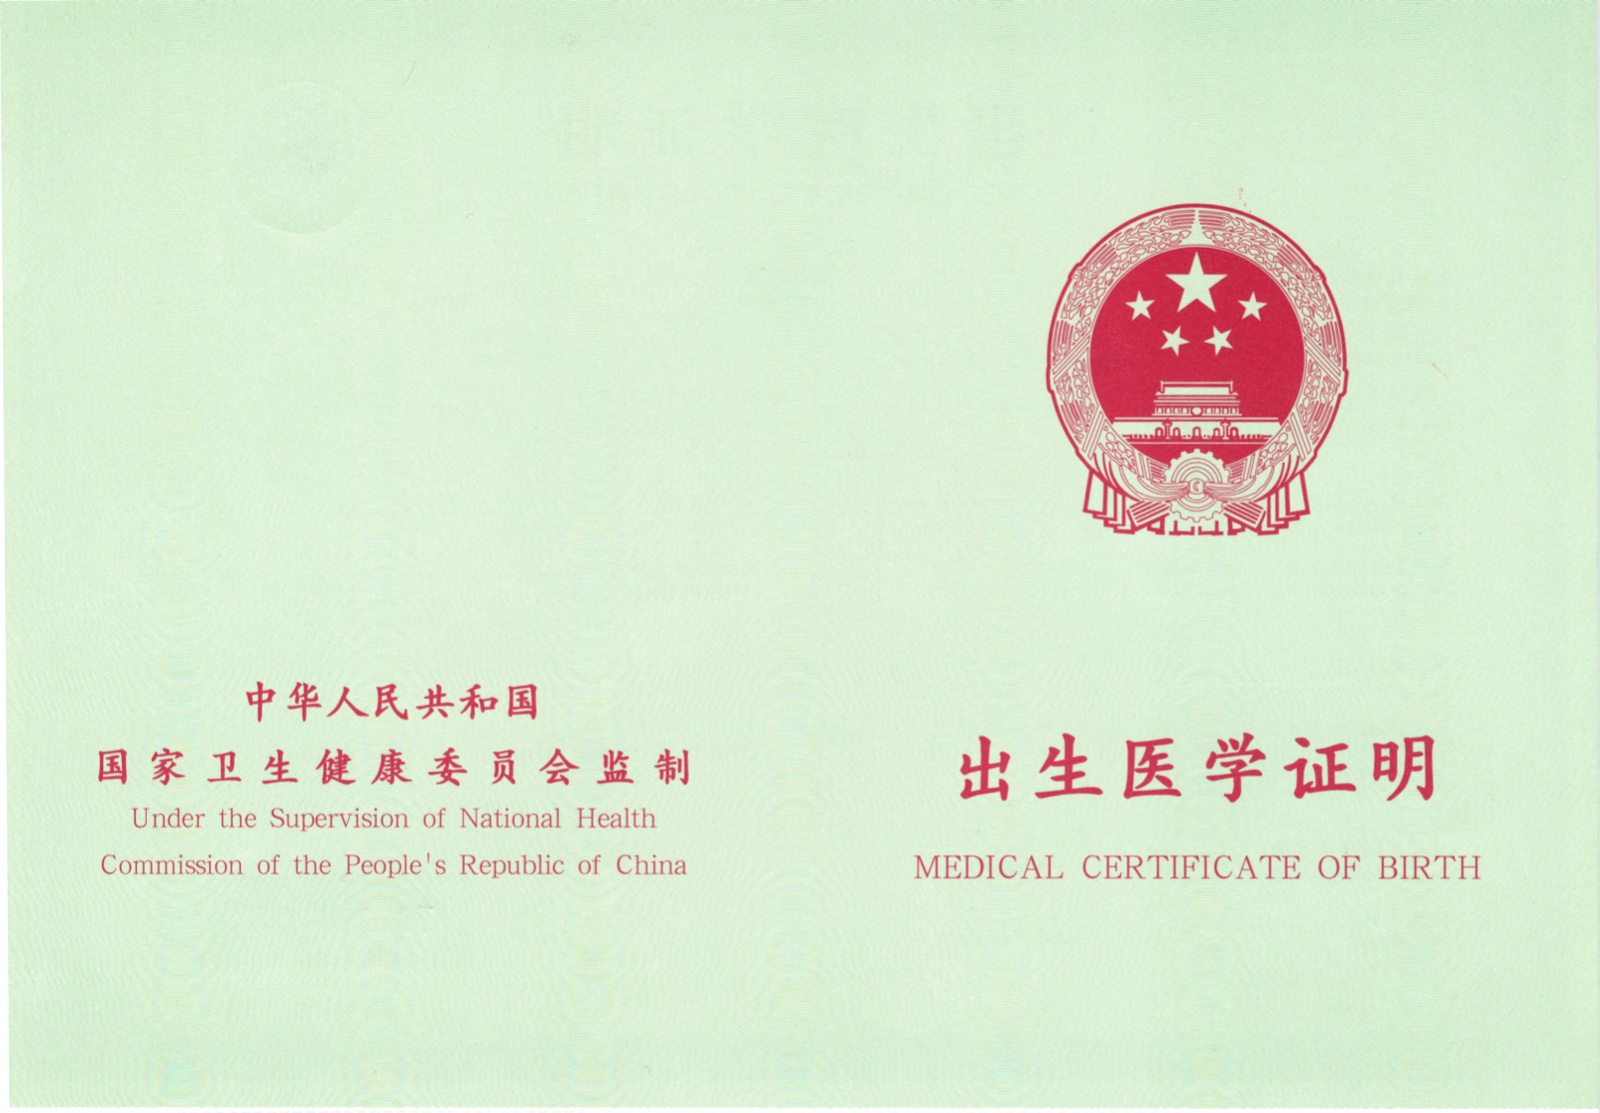 中华人民共和国
国家卫生健康委员会监制
Under the Supervision of National Health
Commission of the People's Republic of China
出生医学证明
MEDICAL CERTIFICATE OF BIRTH